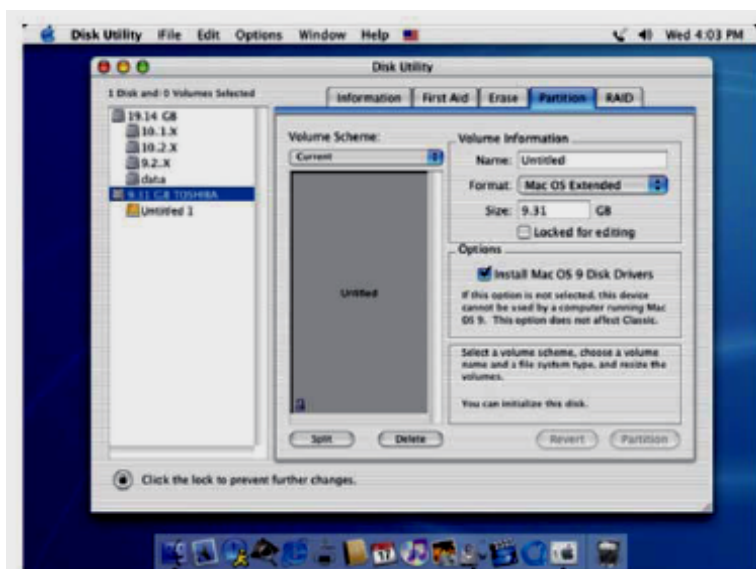 Disk Utility File Edit Options Window Help Wed 4:03 PM
Disk Utility
1 Disk and 0 Volumes Selected
Information First Aid Erase Partition RAID
19.14 GB
10.1.X
10.2.X
9.2.X
data
9.31 GB TOSHIBA
Untitled 1
Volume Scheme:
Current
Untitled
Split Delete
Volume Information
Name: Untitled
Format: Mac OS Extended
Size: 9.31 GB
Locked for editing
Options
Install Mac OS 9 Disk Drivers
If this option is not selected, this device
cannot be used by a computer running Mac
OS 9. This option does not affect Classic.
Select a volume scheme, choose a volume
name and a file system type, and resize the
volumes.
You can initialize this disk.
Revert Partition
Click the lock to prevent further changes.
17